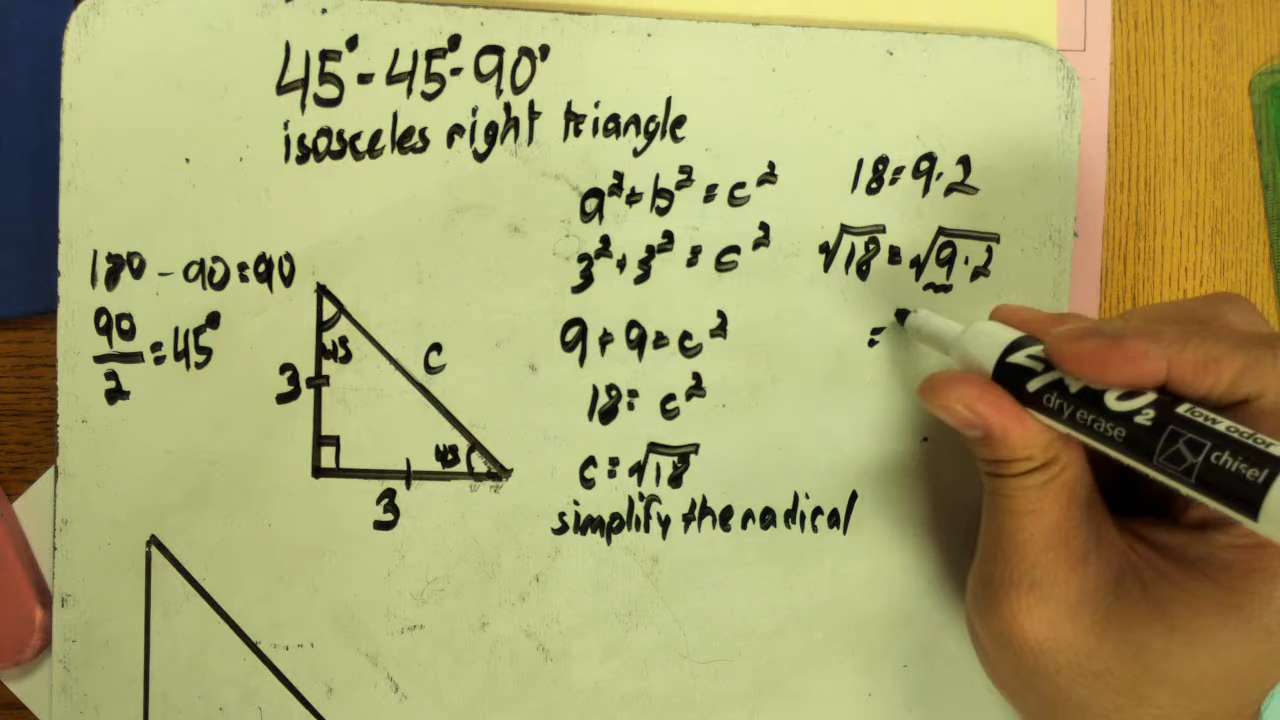 45°-45°-90°
isosceles right triangle
180 - 90 = 90
90
2
= 45°
45
3
c
45
3
a² + b² = c²
3² + 3² = c²
9 + 9 = c²
18 = c²
c = √18
simplify the radical
18 = 9·2
√18 = √9·2
=
O₂
low odor
dry erase
chisel